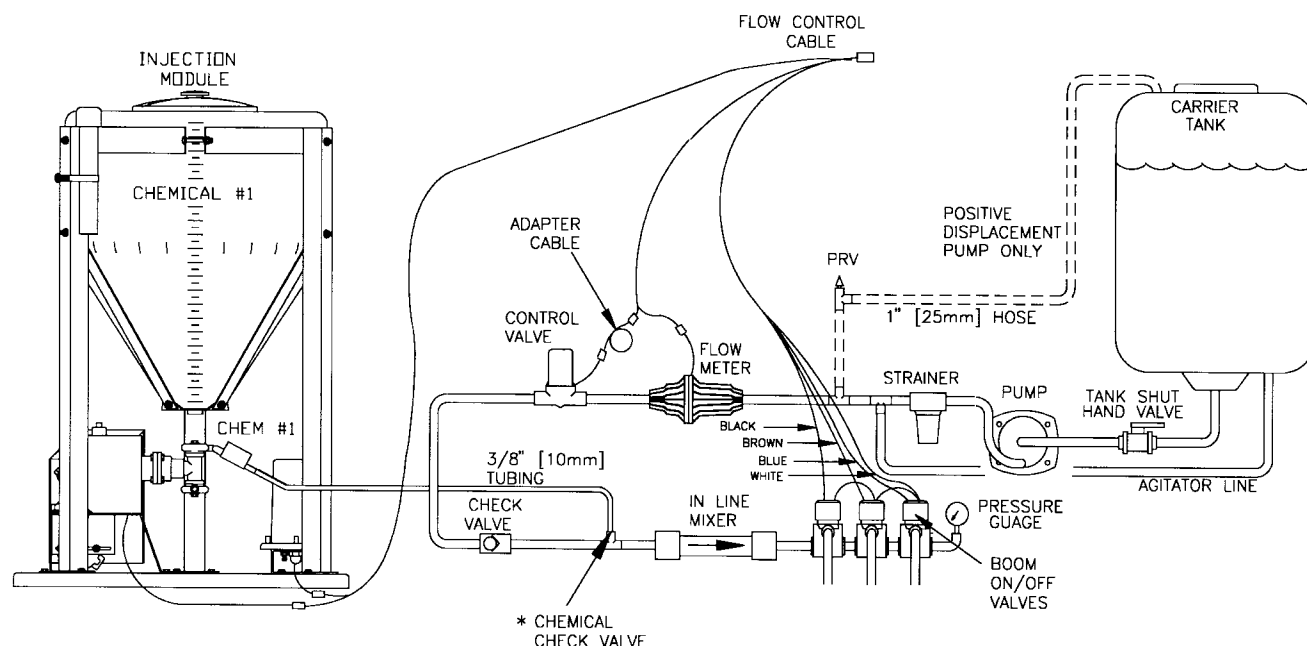 FLOW CONTROL
CABLE
INJECTION
MODULE
CARRIER
TANK
CHEMICAL #1
POSITIVE
DISPLACEMENT
PUMP ONLY
ADAPTER
CABLE
PRV
1" [25mm] HOSE
CONTROL
VALVE
FLOW
METER
STRAINER
PUMP
TANK SHUT
HAND VALVE
CHEM #1
BLACK
BROWN
BLUE
WHITE
3/8" [10mm]
TUBING
AGITATOR LINE
CHECK
VALVE
IN LINE
MIXER
PRESSURE
GUAGE
BOOM
ON/OFF
VALVES
* CHEMICAL
CHECK VALVE